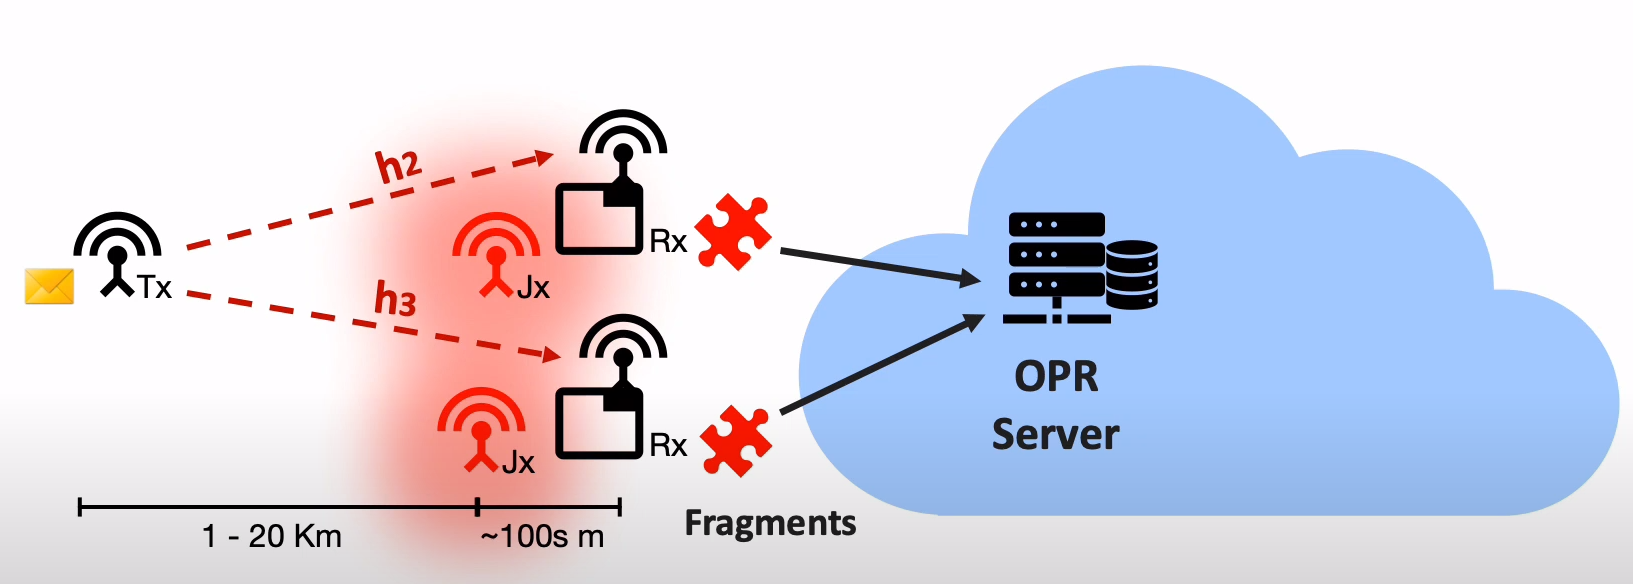 h2
Tx
h3
Rx
Jx
Rx
Jx
1 - 20 Km
~100s m
Fragments
OPR
Server